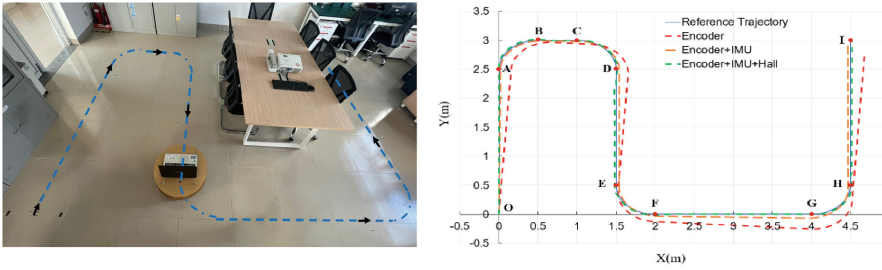 3.5
3
2.5
2
1.5
1
0.5
0
-0.5
Y(m)
-0.5 0 0.5 1 1.5 2 2.5 3 3.5 4 4.5
X(m)
Reference Trajectory
Encoder
Encoder+IMU
Encoder+IMU+Hall
O
A
B
C
D
E
F
G
H
I